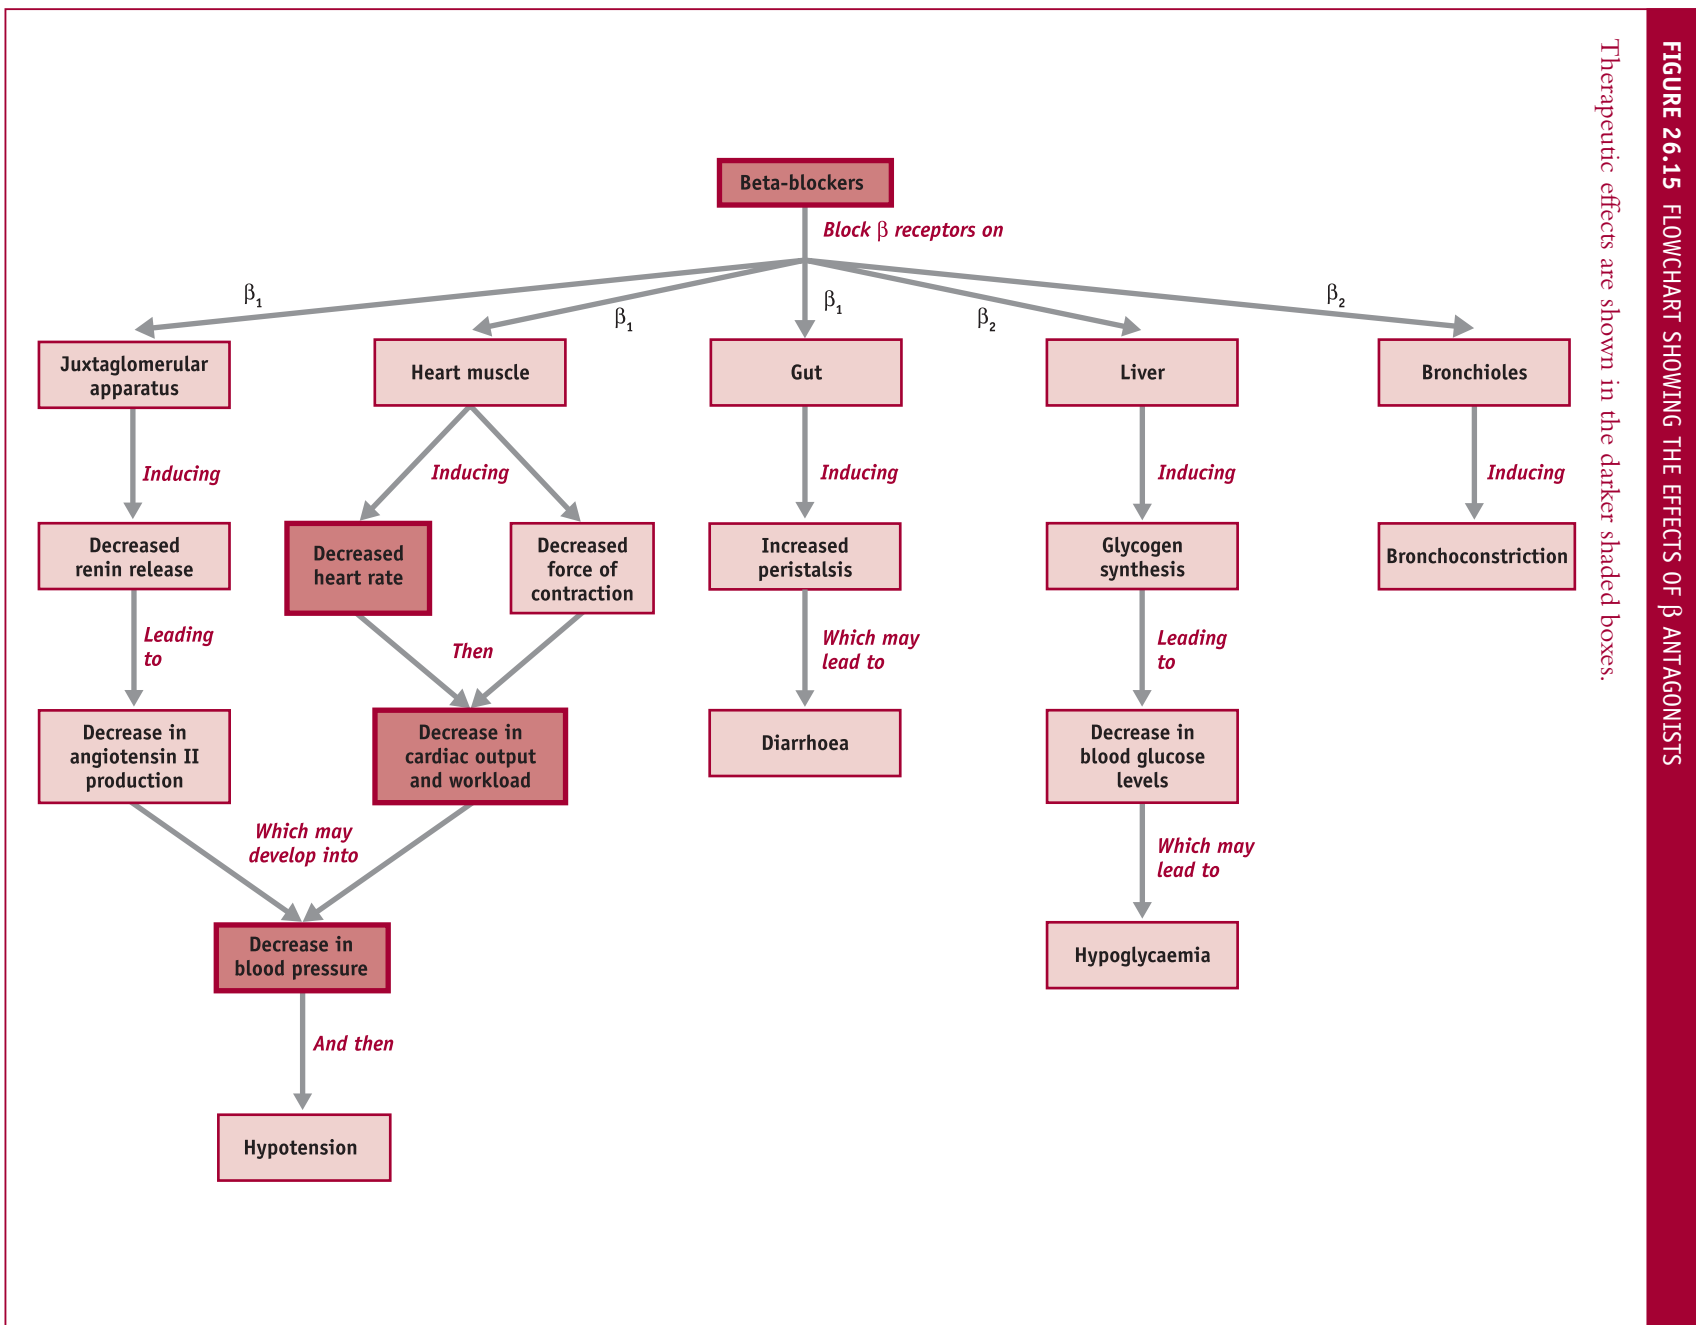 FIGURE 26.15 FLOWCHART SHOWING THE EFFECTS OF β ANTAGONISTS
Therapeutic effects are shown in the darker shaded boxes.
Beta-blockers
Block β receptors on
β1
β1
β1
β2
β2
Juxtaglomerular
apparatus
Heart muscle
Gut
Liver
Bronchioles
Inducing
Inducing
Inducing
Inducing
Inducing
Decreased
renin release
Decreased
heart rate
Decreased
force of
contraction
Increased
peristalsis
Glycogen
synthesis
Bronchoconstriction
Leading
to
Then
Which may
lead to
Leading
to
Decrease in
angiotensin II
production
Decrease in
cardiac output
and workload
Diarrhoea
Decrease in
blood glucose
levels
Which may
develop into
Which may
lead to
Decrease in
blood pressure
Hypoglycaemia
And then
Hypotension